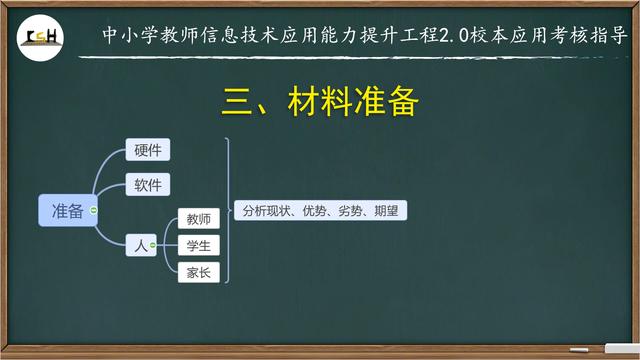 中小学教师信息技术应用能力提升工程2.0校本应用考核指导
三、材料准备
准备
硬件
软件
人
教师
学生
家长
分析现状、优势、劣势、期望